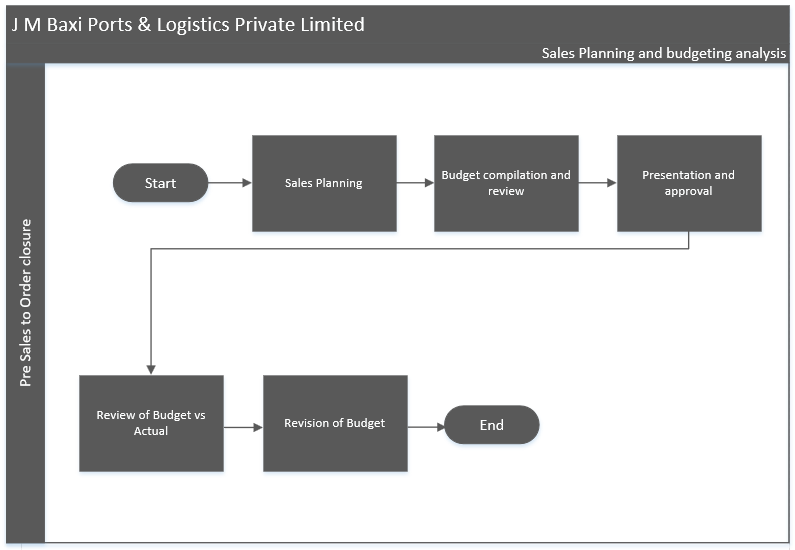 J M Baxi Ports & Logistics Private Limited
Sales Planning and budgeting analysis
Pre Sales to Order closure
Start
Sales Planning
Budget compilation and
review
Presentation and
approval
Review of Budget vs
Actual
Revision of Budget
End